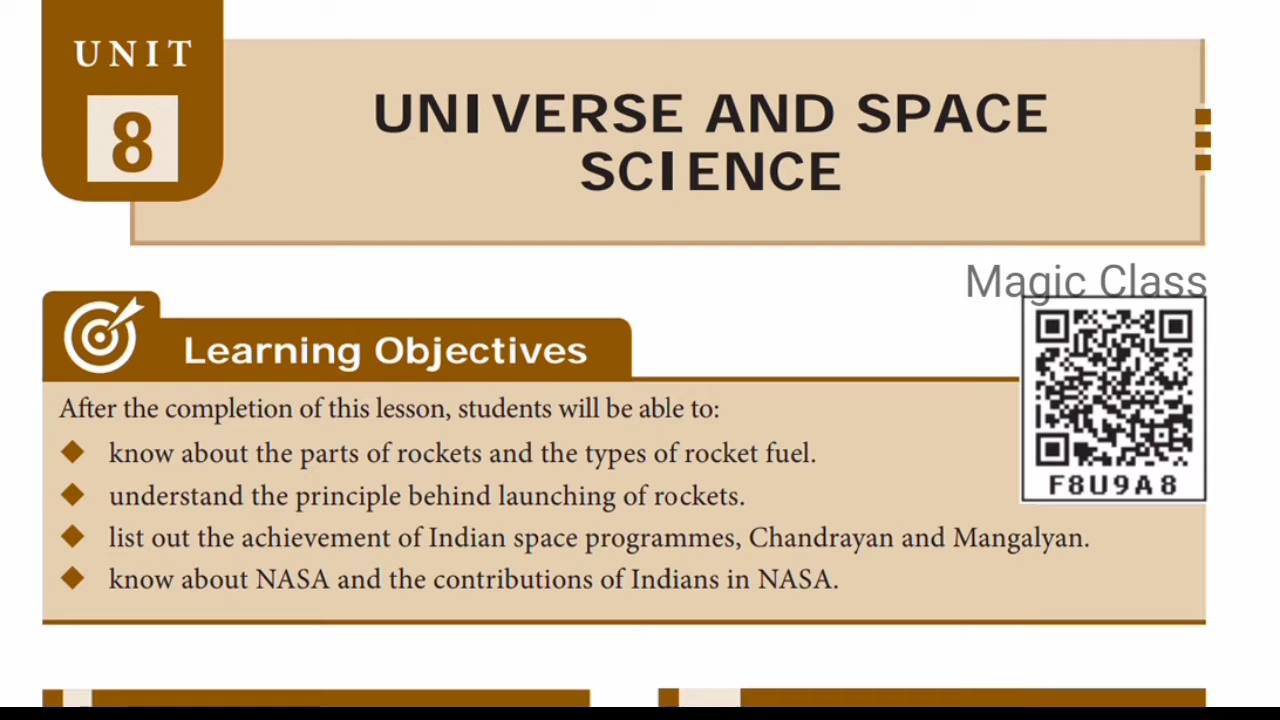 UNIT
8
UNIVERSE AND SPACE
SCIENCE
Magic Class
Learning Objectives
F8U9A8
After the completion of this lesson, students will be able to:
know about the parts of rockets and the types of rocket fuel.
understand the principle behind launching of rockets.
list out the achievement of Indian space programmes, Chandrayan and Mangalyan.
know about NASA and the contributions of Indians in NASA.